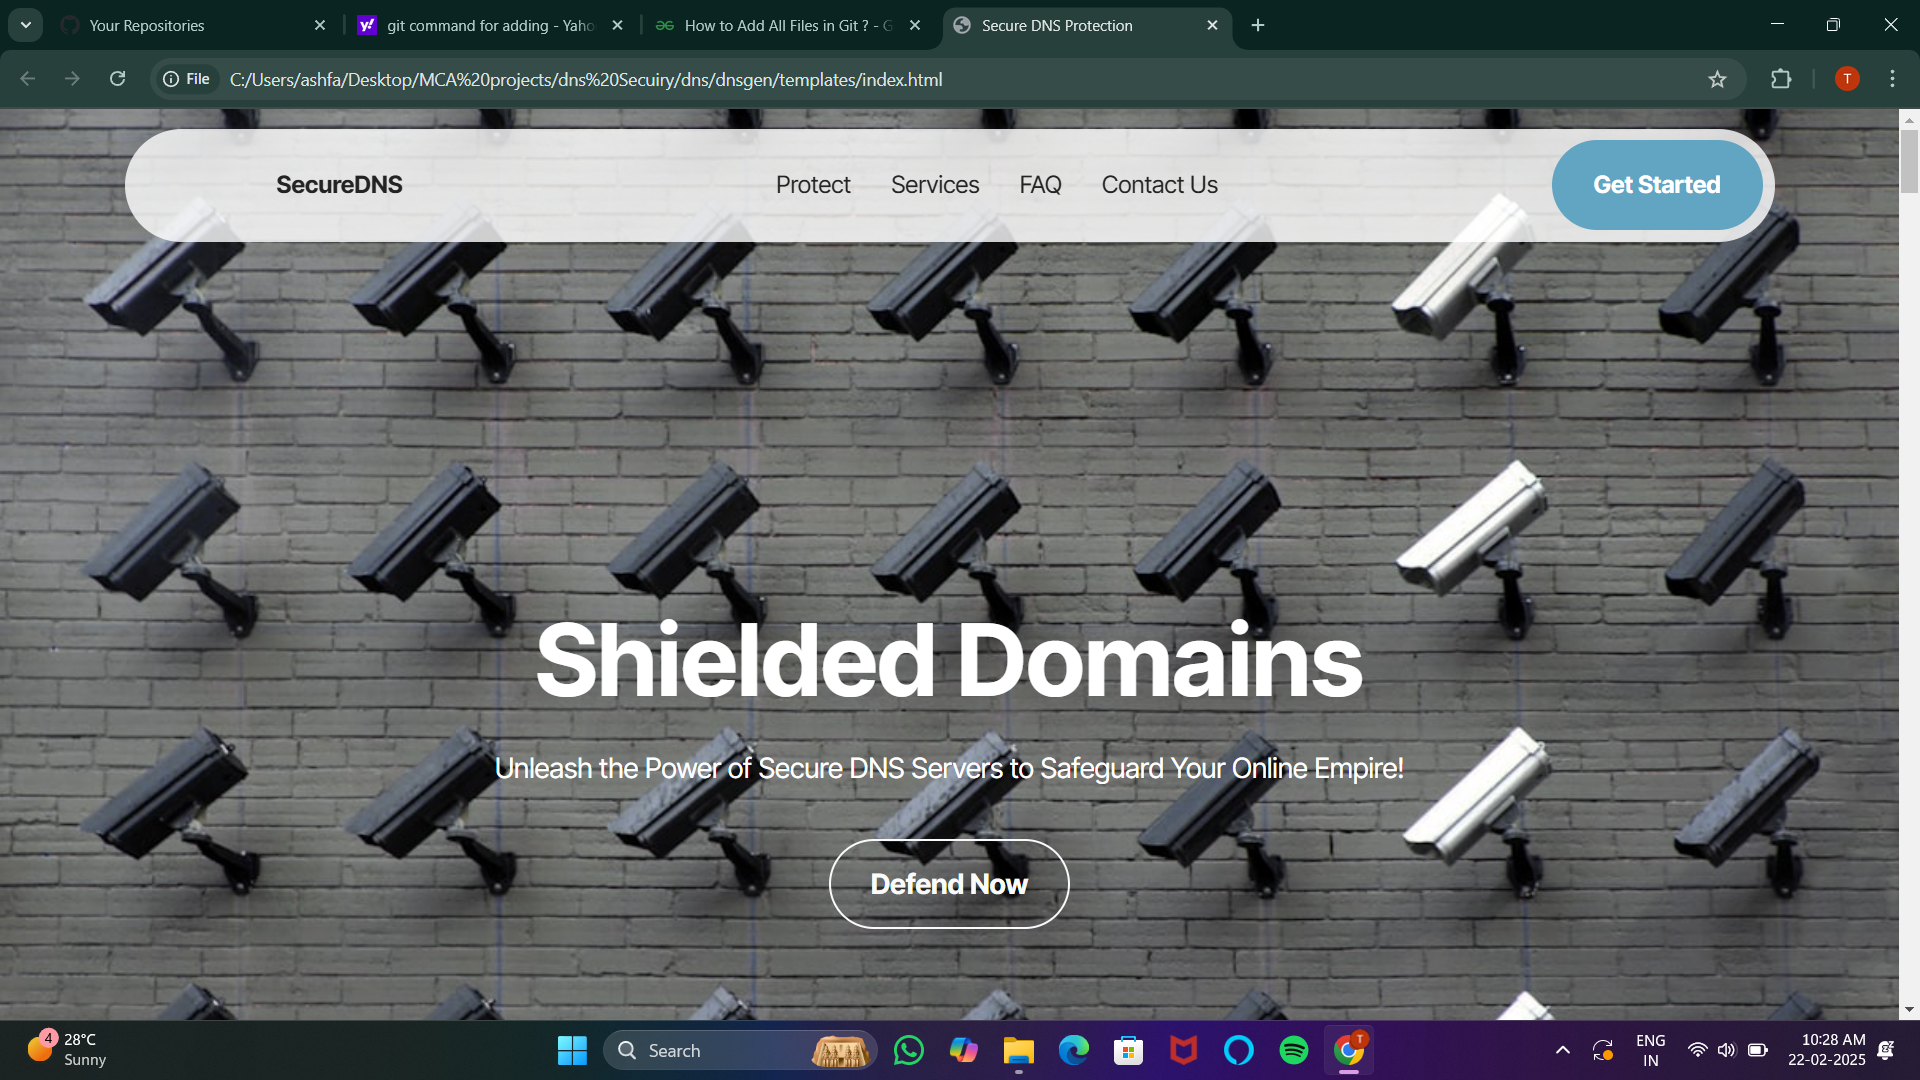 Your Repositories
git command for adding - Yaho
How to Add All Files in Git ? - G
Secure DNS Protection
File
C:/Users/ashfa/Desktop/MCA%20projects/dns%20Secuiry/dns/dnsgen/templates/index.html
T
SecureDNS
Protect
Services
FAQ
Contact Us
Get Started
Shielded Domains
Unleash the Power of Secure DNS Servers to Safeguard Your Online Empire!
Defend Now
4
28°C
Sunny
Search
T
ENG
IN
10:28 AM
22-02-2025